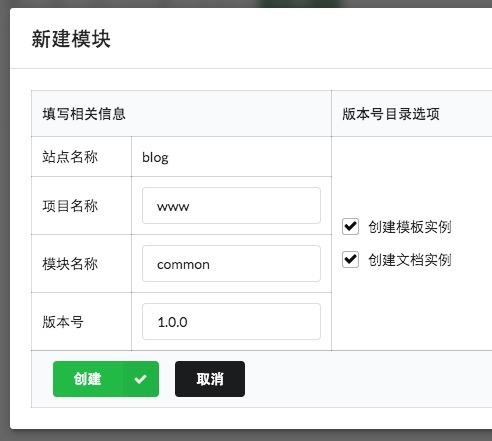 新建模块
填写相关信息 版本号目录选项
站点名称 blog
项目名称 www
创建模板实例
模块名称 common
创建文档实例
版本号 1.0.0
创建 取消